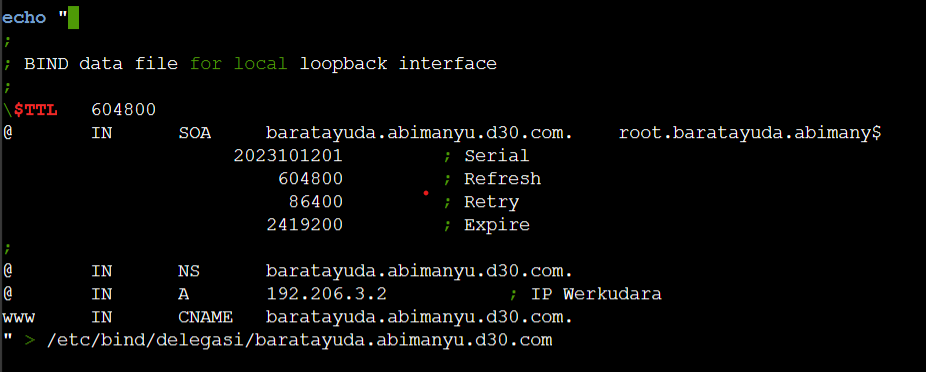 echo "
;
; BIND data file for local loopback interface
;
\$TTL    604800
@       IN      SOA     baratayuda.abimanyu.d30.com.    root.baratayuda.abimany$
                     2023101201         ; Serial
                         604800         ; Refresh
                          86400         ; Retry
                        2419200         ; Expire
;
@       IN      NS      baratayuda.abimanyu.d30.com.
@       IN      A       192.206.3.2           ; IP Werkudara
www     IN      CNAME   baratayuda.abimanyu.d30.com.
" > /etc/bind/delegasi/baratayuda.abimanyu.d30.com